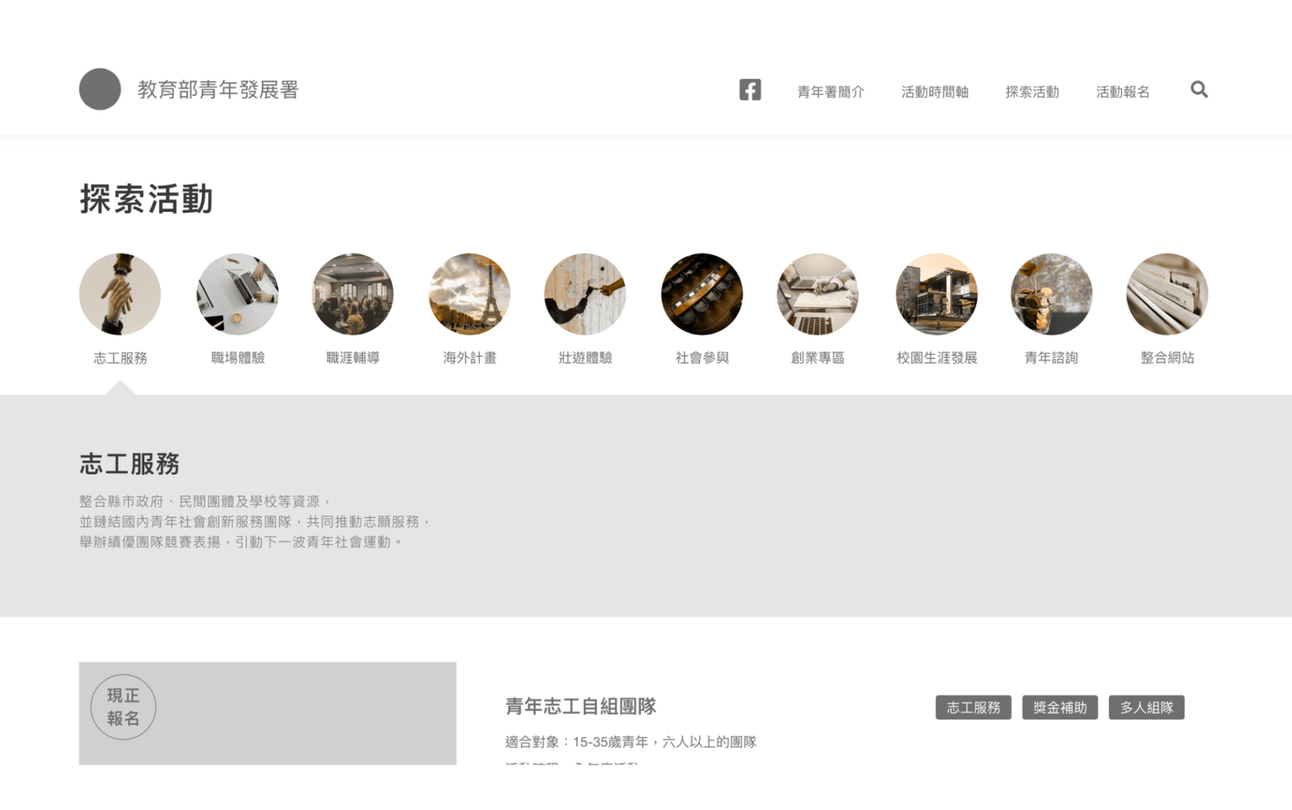 教育部青年發展署
青年署簡介 活動時間軸 探索活動 活動報名
探索活動
志工服務 職場體驗 職涯輔導 海外計畫 壯遊體驗 社會參與 創業專區 校園生涯發展 青年諮詢 整合網站
志工服務
整合縣市政府、民間團體及學校等資源，
並鏈結國內青年社會創新服務團隊，共同推動志願服務，
舉辦績優團隊競賽表揚，引動下一波青年社會運動。
現正
報名
青年志工自組團隊
志工服務 獎金補助 多人組隊
適合對象：15-35歲青年，六人以上的團隊